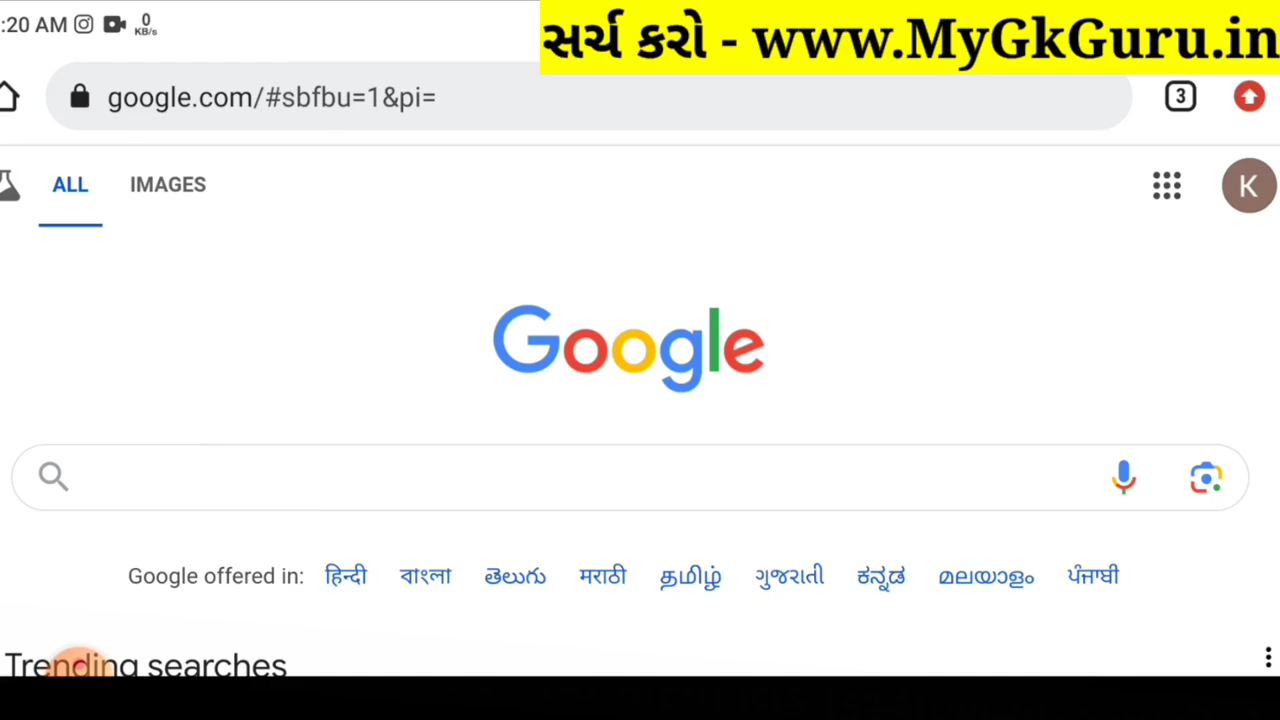 :20 AM 0 KB/s
સર્ચ કરો - www.MyGkGuru.in
google.com/#sbfbu=1&pi=
3
ALL IMAGES
K
Google
Google offered in: हिन्दी বাংলা తెలుగు मराठी தமிழ் ગુજરાતી ಕನ್ನಡ മലയാളം ਪੰਜਾਬੀ
Trending searches